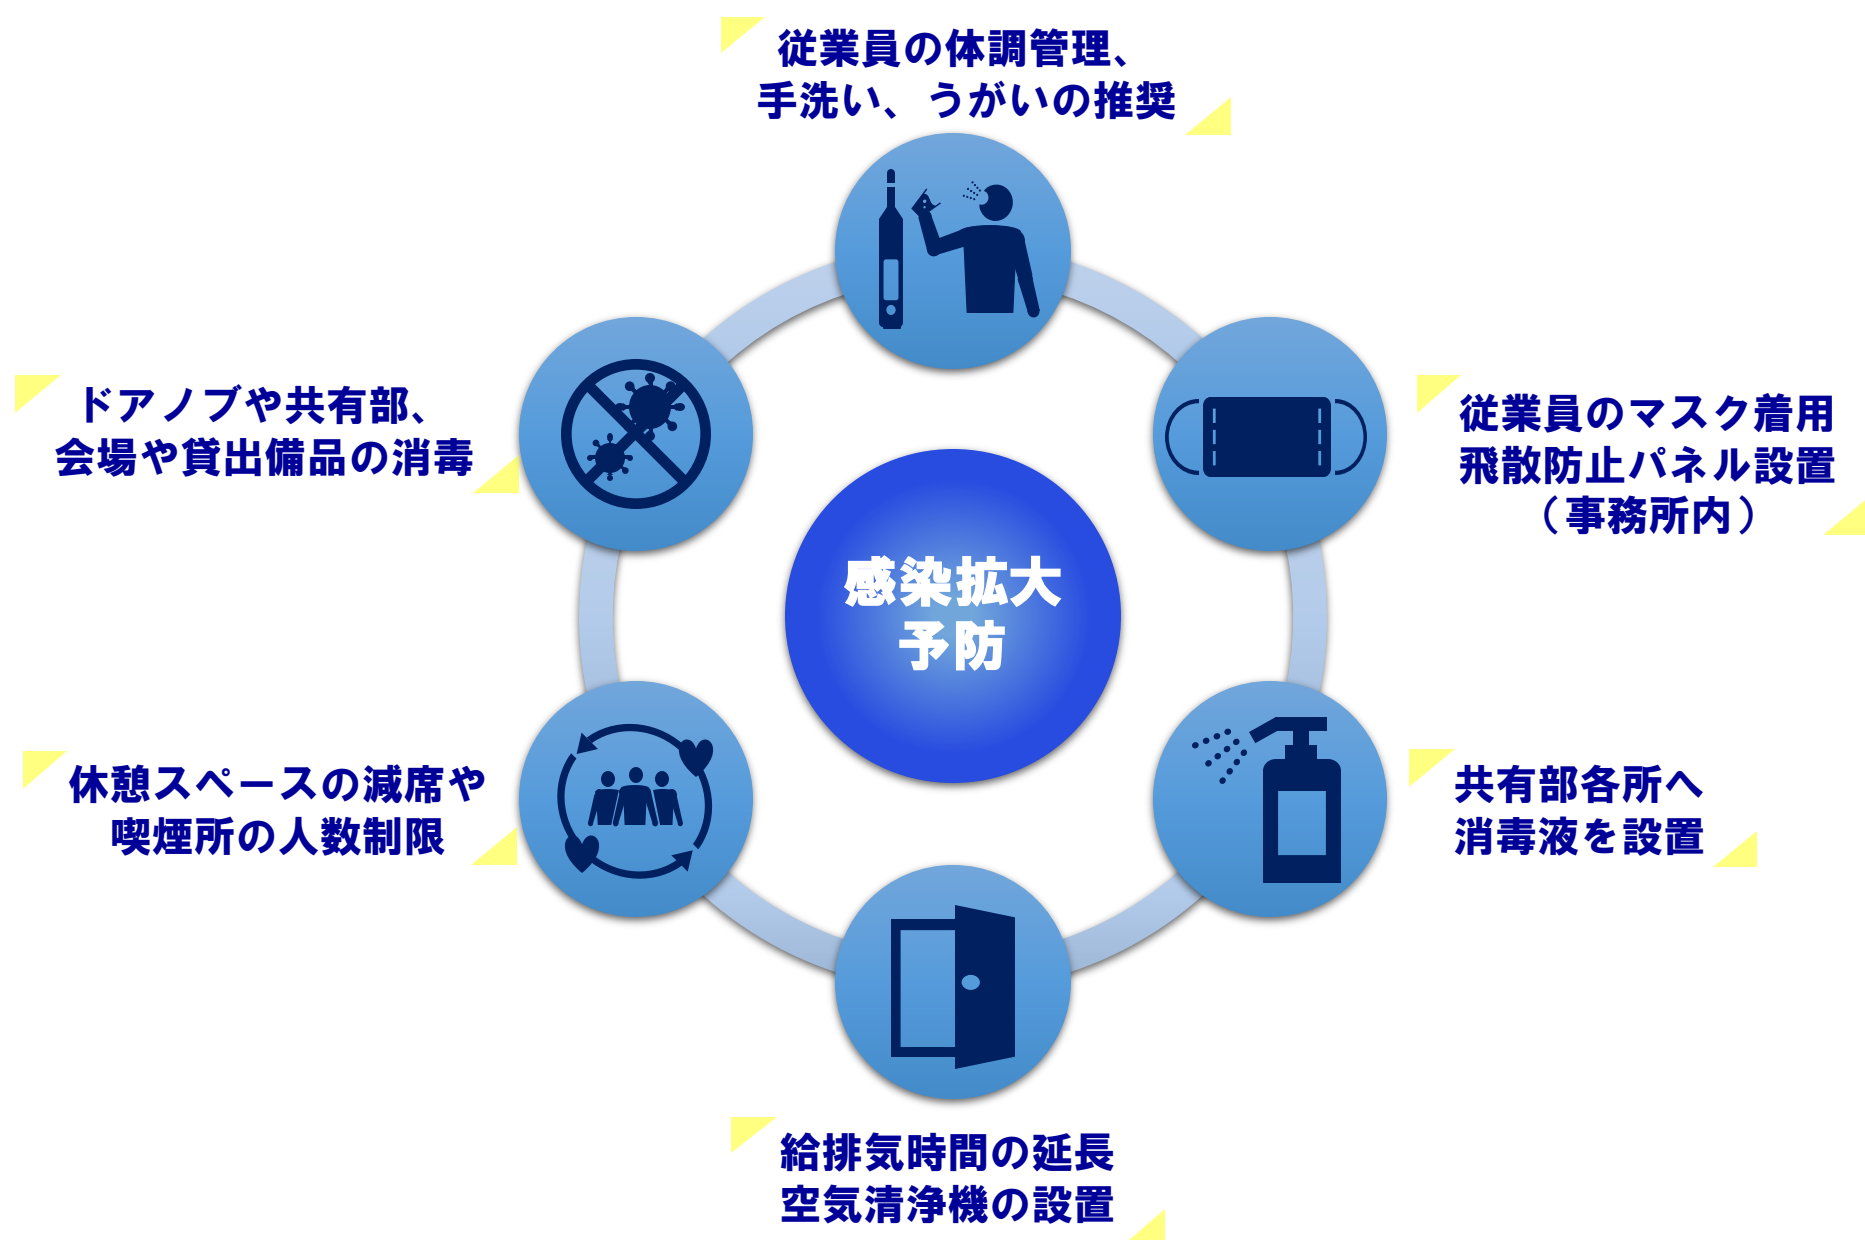 従業員の体調管理、
手洗い、うがいの推奨
ドアノブや共有部、
会場や貸出備品の消毒
従業員のマスク着用
飛散防止パネル設置
（事務所内）
感染拡大
予防
休憩スペースの減席や
喫煙所の人数制限
共有部各所へ
消毒液を設置
給排気時間の延長
空気清浄機の設置